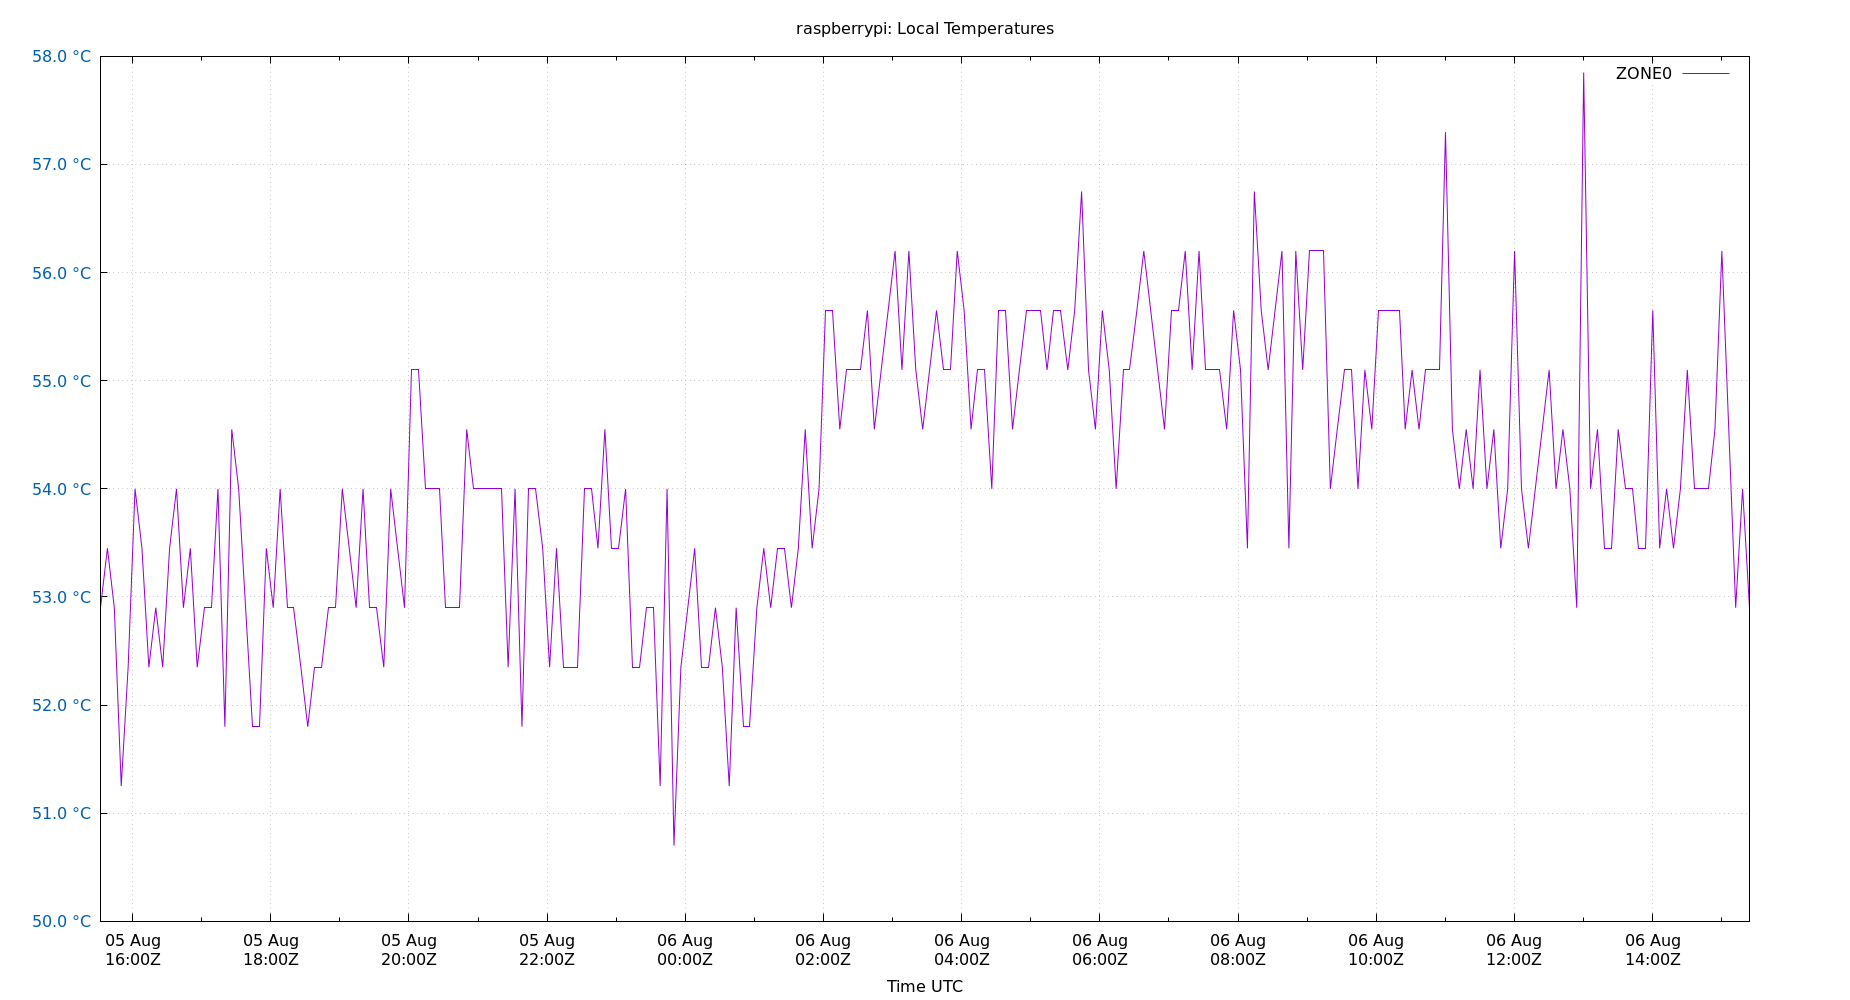 raspberrypi: Local Temperatures
58.0 °C
57.0 °C
56.0 °C
55.0 °C
54.0 °C
53.0 °C
52.0 °C
51.0 °C
50.0 °C
ZONE0
05 Aug
16:00Z
05 Aug
18:00Z
05 Aug
20:00Z
05 Aug
22:00Z
06 Aug
00:00Z
06 Aug
02:00Z
06 Aug
04:00Z
06 Aug
06:00Z
06 Aug
08:00Z
06 Aug
10:00Z
06 Aug
12:00Z
06 Aug
14:00Z
Time UTC